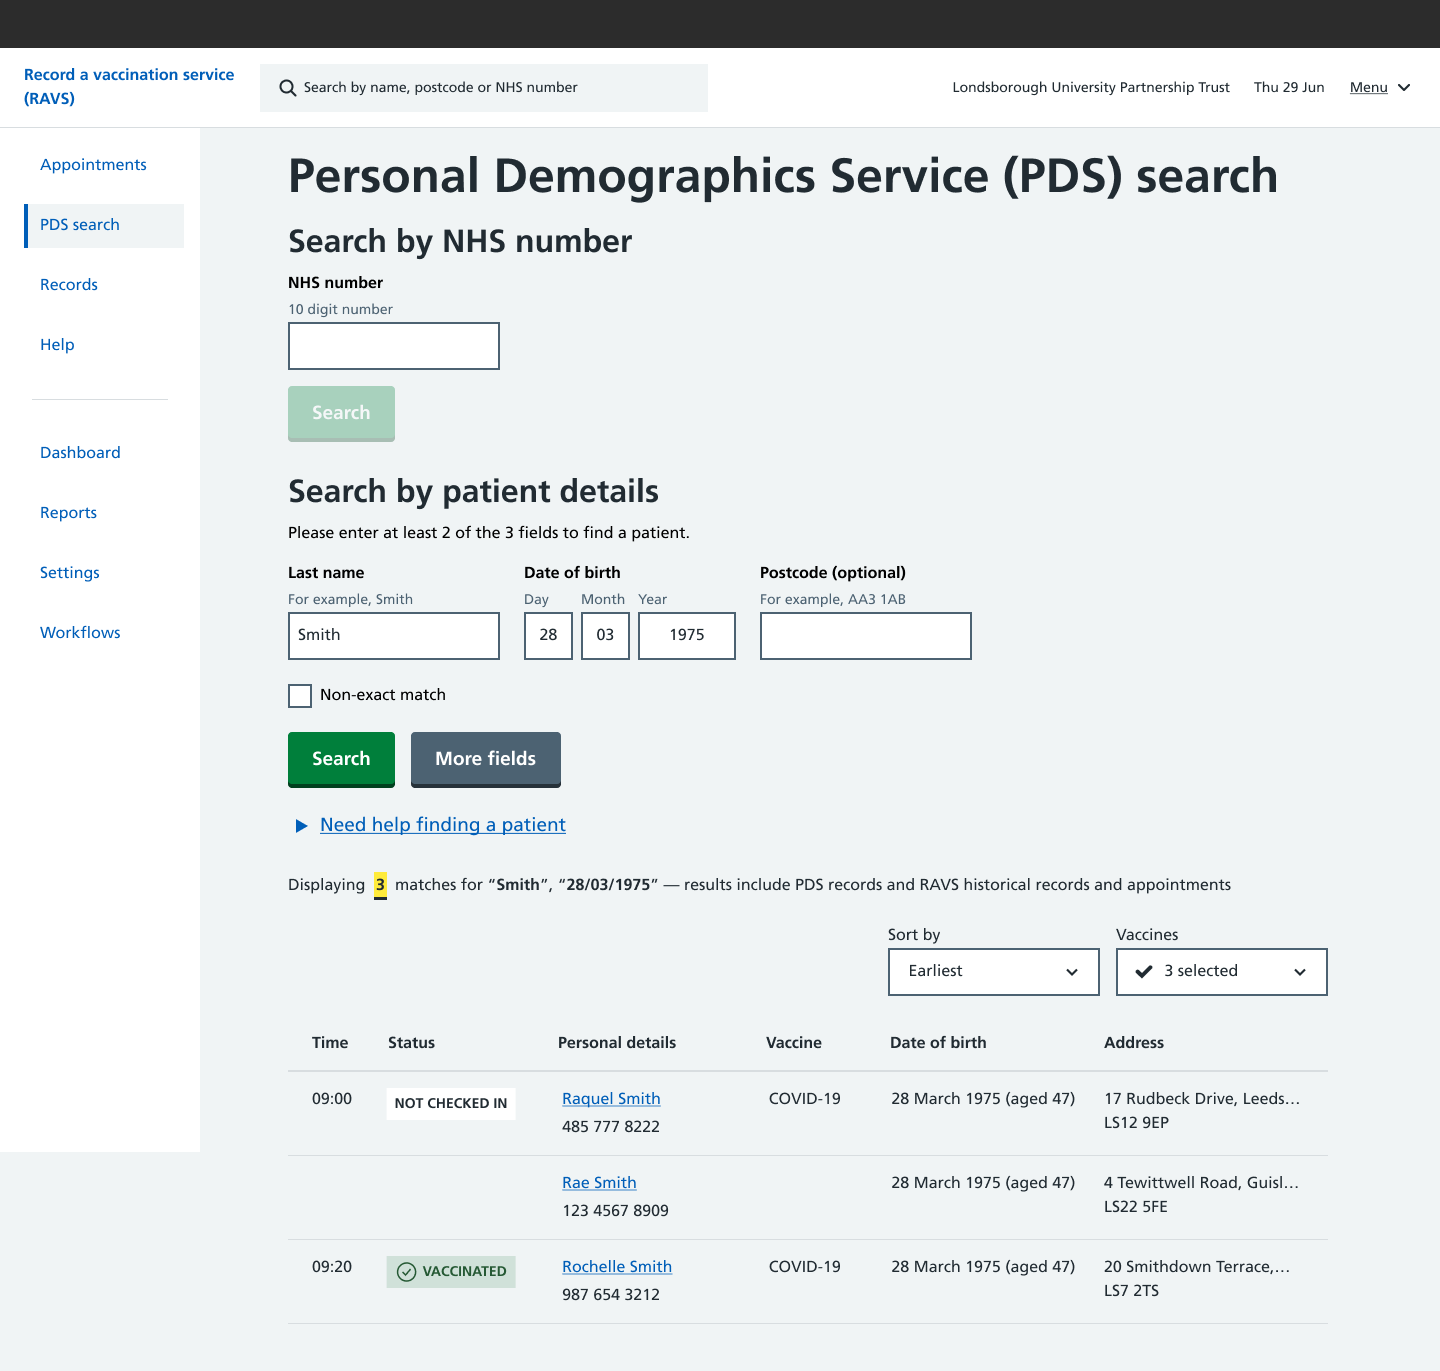 Record a vaccination service
(RAVS)
Search by name, postcode or NHS number
Londsborough University Partnership Trust
Thu 29 Jun
Menu
Appointments
PDS search
Records
Help
Dashboard
Reports
Settings
Workflows
Personal Demographics Service (PDS) search
Search by NHS number
NHS number
10 digit number
Search
Search by patient details
Please enter at least 2 of the 3 fields to find a patient.
Last name Date of birth Postcode (optional)
For example, Smith Day Month Year For example, AA3 1AB
Smith 28 03 1975
Non-exact match
Search More fields
Need help finding a patient
Displaying 3 matches for “Smith”, “28/03/1975” — results include PDS records and RAVS historical records and appointments
Sort by Vaccines
Earliest 3 selected
Time Status Personal details Vaccine Date of birth Address
09:00 NOT CHECKED IN Raquel Smith COVID-19 28 March 1975 (aged 47) 17 Rudbeck Drive, Leeds…
485 777 8222 LS12 9EP
Rae Smith 28 March 1975 (aged 47) 4 Tewittwell Road, Guisl…
123 4567 8909 LS22 5FE
09:20 VACCINATED Rochelle Smith COVID-19 28 March 1975 (aged 47) 20 Smithdown Terrace,…
987 654 3212 LS7 2TS